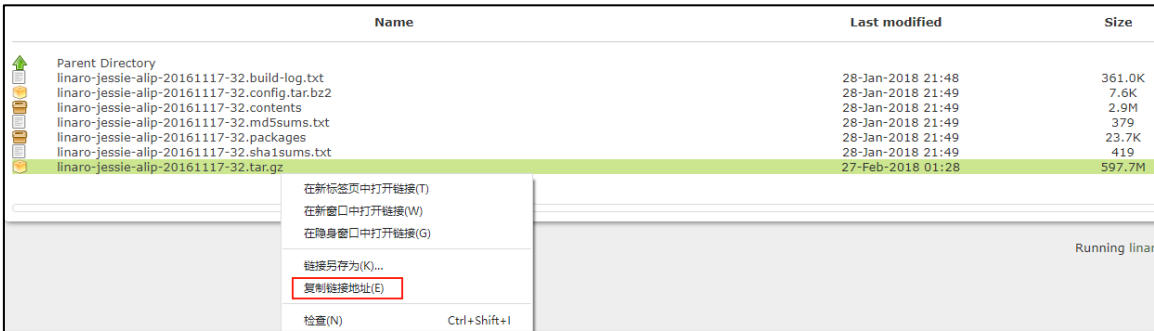 Name Last modified Size
Parent Directory
linaro-jessie-alip-20161117-32.build-log.txt 28-Jan-2018 21:48 361.0K
linaro-jessie-alip-20161117-32.config.tar.bz2 28-Jan-2018 21:49 7.6K
linaro-jessie-alip-20161117-32.contents 28-Jan-2018 21:49 2.9M
linaro-jessie-alip-20161117-32.md5sums.txt 28-Jan-2018 21:49 379
linaro-jessie-alip-20161117-32.packages 28-Jan-2018 21:49 23.7K
linaro-jessie-alip-20161117-32.sha1sums.txt 28-Jan-2018 21:49 419
linaro-jessie-alip-20161117-32.tar.gz 27-Feb-2018 01:28 597.7M
在新标签页中打开链接(T)
在新窗口中打开链接(W)
在隐身窗口中打开链接(G)
Running linar
链接另存为(K)...
复制链接地址(E)
检查(N) Ctrl+Shift+I